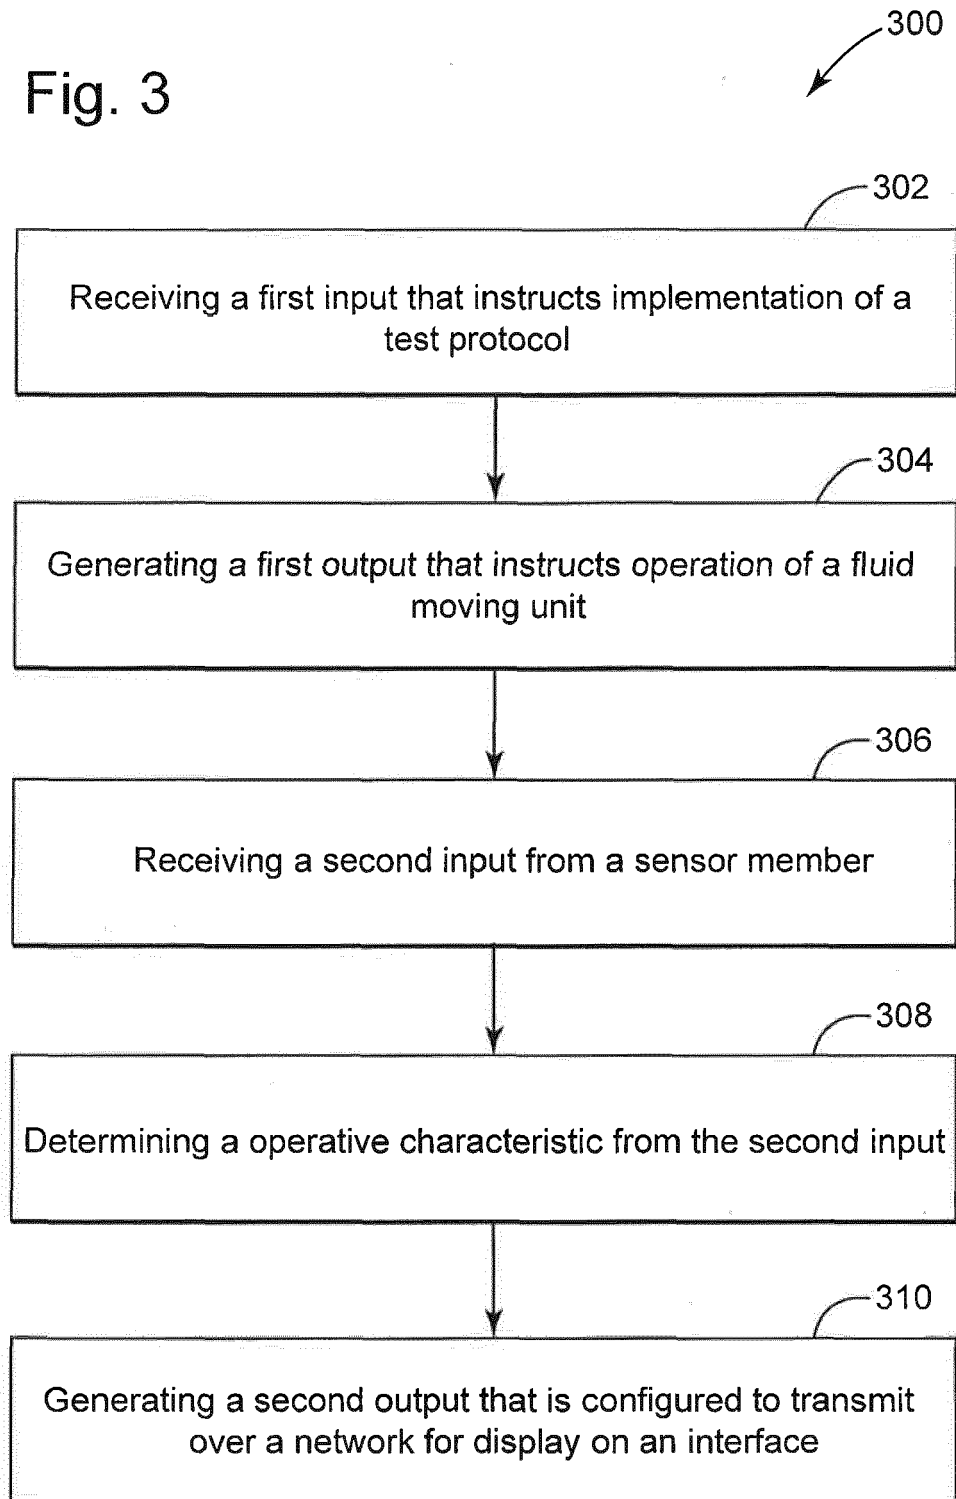 300
Fig. 3
302
Receiving a first input that instructs implementation of a
test protocol
304
Generating a first output that instructs operation of a fluid
moving unit
306
Receiving a second input from a sensor member
308
Determining a operative characteristic from the second input
310
Generating a second output that is configured to transmit
over a network for display on an interface